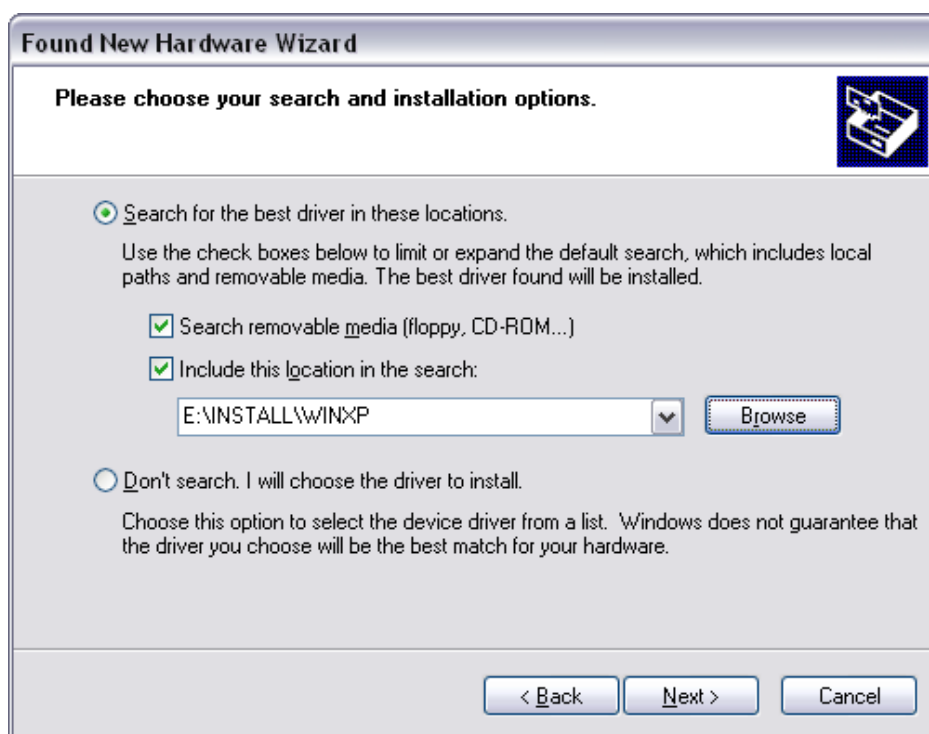 Found New Hardware Wizard
Please choose your search and installation options.
Search for the best driver in these locations.
Use the check boxes below to limit or expand the default search, which includes local
paths and removable media. The best driver found will be installed.
Search removable media (floppy, CD-ROM...)
Include this location in the search:
E:\INSTALL\WINXP
Browse
Don't search. I will choose the driver to install.
Choose this option to select the device driver from a list.  Windows does not guarantee that
the driver you choose will be the best match for your hardware.
< Back
Next >
Cancel